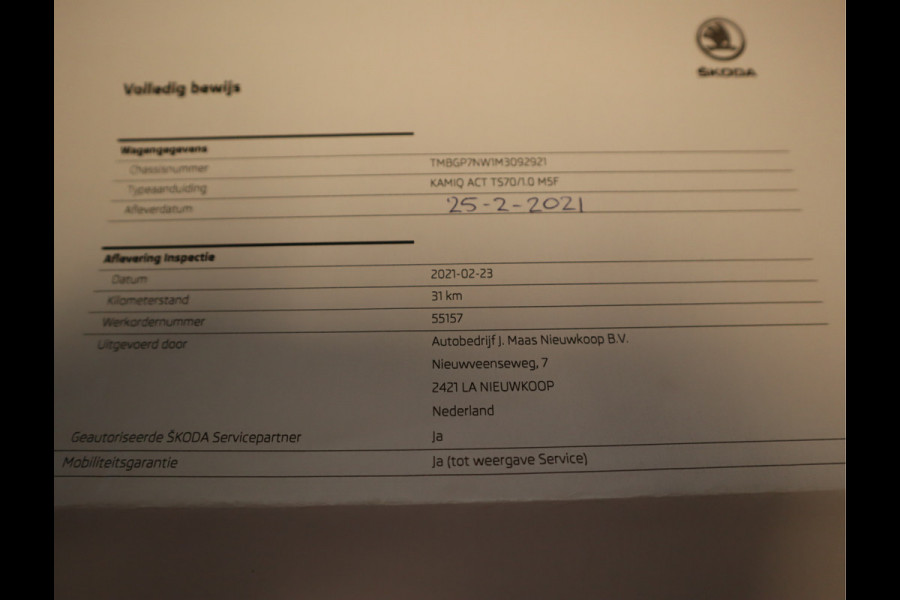 ŠKODA
Volledig bewijs
Wagengegevens
Chassisnummer TMBGP7NW1M3092921
Typeaanduiding KAMIQ ACT TS70/1.0 M5F
Afleverdatum 25-2-2021
Aflevering Inspectie
Datum 2021-02-23
Kilometerstand 31 km
Werkordernummer 55157
Uitgevoerd door Autobedrijf J. Maas Nieuwkoop B.V.
Nieuwveenseweg, 7
2421 LA NIEUWKOOP
Nederland
Geautoriseerde ŠKODA Servicepartner Ja
Mobiliteitsgarantie Ja (tot weergave Service)